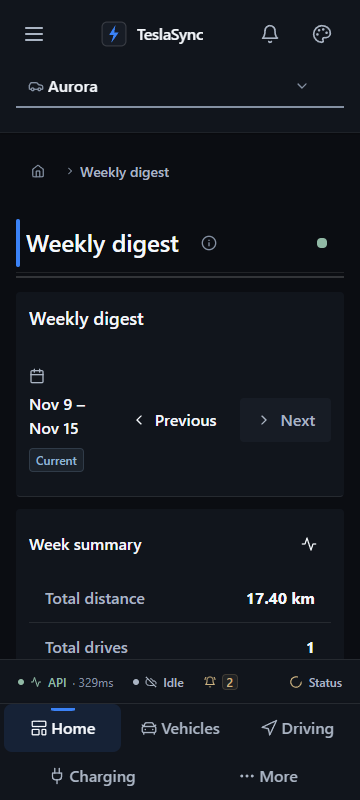 TeslaSync
Aurora
Weekly digest
Weekly digest
Weekly digest
Nov 9 –
Nov 15
Current
Previous
Next
Week summary
Total distance 17.40 km
Total drives 1
API · 329ms Idle 2 Status
Home Vehicles Driving
Charging More